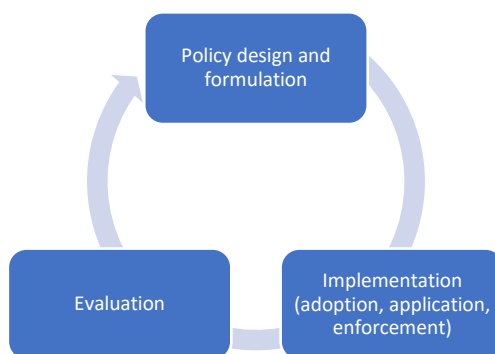 Policy design and
formulation
Evaluation
Implementation
(adoption, application,
enforcement)